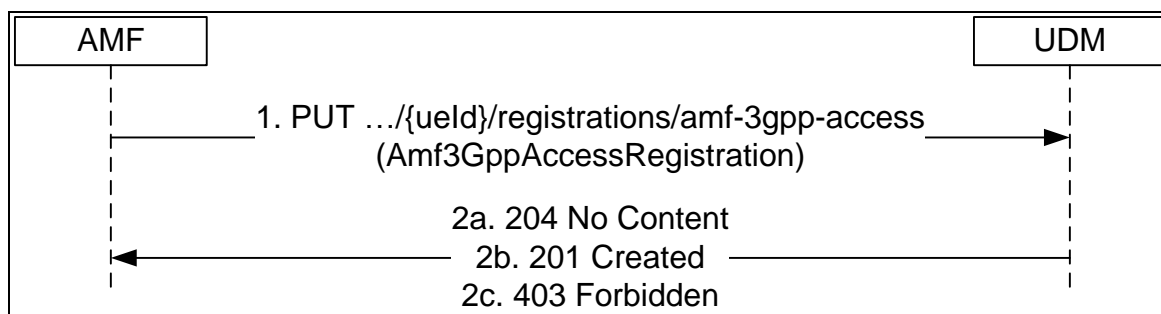 AMF
UDM
1. PUT …/{ueId}/registrations/amf-3gpp-access
(Amf3GppAccessRegistration)
2a. 204 No Content
2b. 201 Created
2c. 403 Forbidden